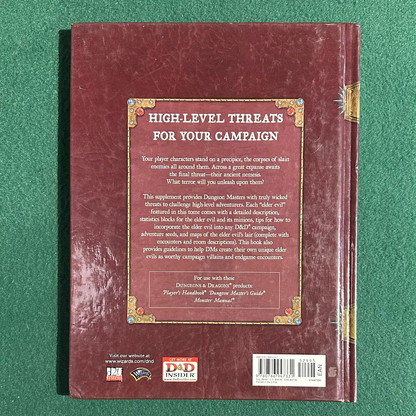 HIGH-LEVEL THREATS
FOR YOUR CAMPAIGN
Your player characters stand on a precipice, the corpses of slain
enemies all around them. Across a great expanse awaits
the final threat—their ancient nemesis.
What terror will you unleash upon them?
This supplement provides Dungeon Masters with truly wicked
threats to challenge high-level adventurers. Each "elder evil"
featured in this tome comes with a detailed description,
statistics blocks for the elder evil and its minions, tips for how to
incorporate the elder evil into any D&D® campaign,
adventure seeds, and maps of the elder evil's lair (complete with
encounters and room descriptions). This book also
provides guidelines to help DMs create their own unique elder
evils as worthy campaign villains and endgame encounters.
For use with these
DUNGEONS & DRAGONS® products
Player's Handbook® Dungeon Master's Guide®
Monster Manual®
Visit our website at
www.wizards.com/dnd
GET MORE AT
D&D
INSIDER
www.dndinsider.com
EAN